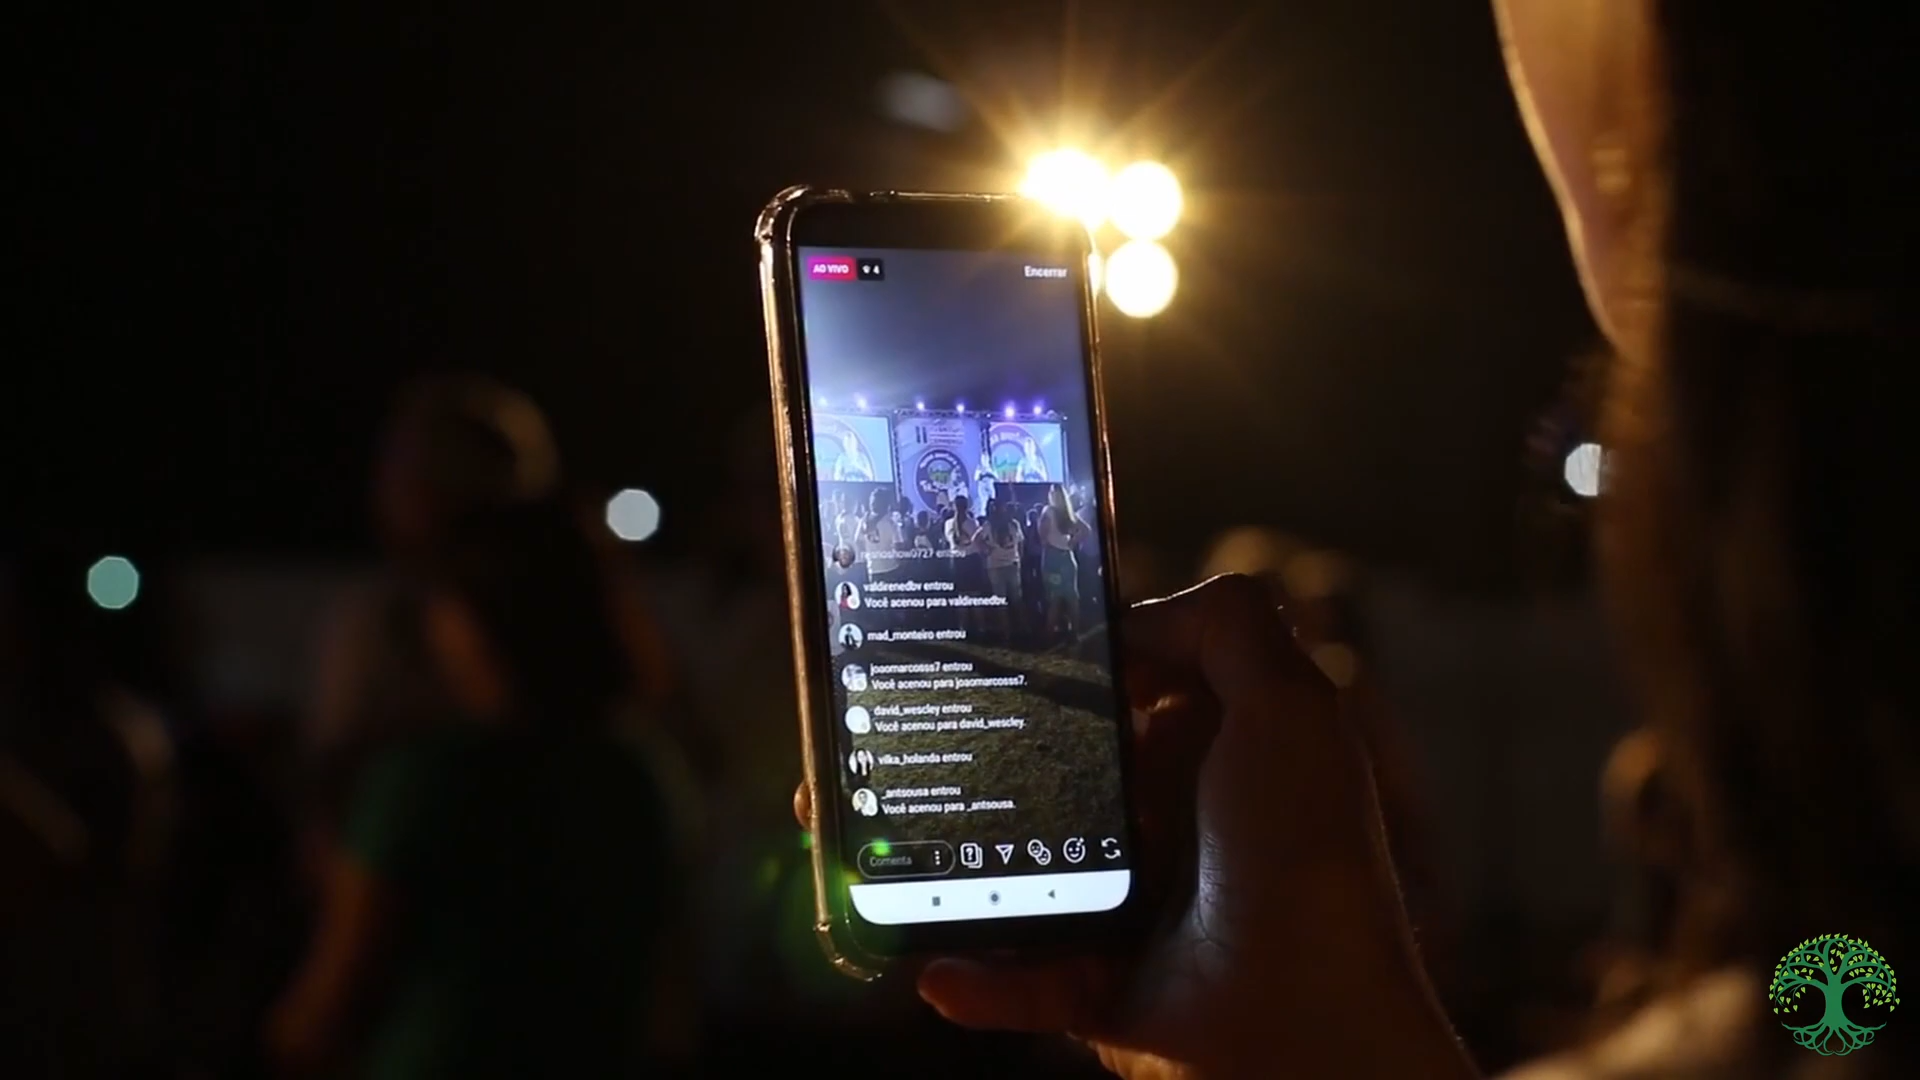 AO VIVO
4
Encerrar
entrou
valdirenedbv entrou
Você acenou para valdirenedbv.
mad_monteiro entrou
joaomarcosss7 entrou
Você acenou para joaomarcosss7.
david_wescley entrou
Você acenou para david_wescley.
vilka_holanda entrou
_antsousa entrou
Você acenou para _antsousa.
Comenta